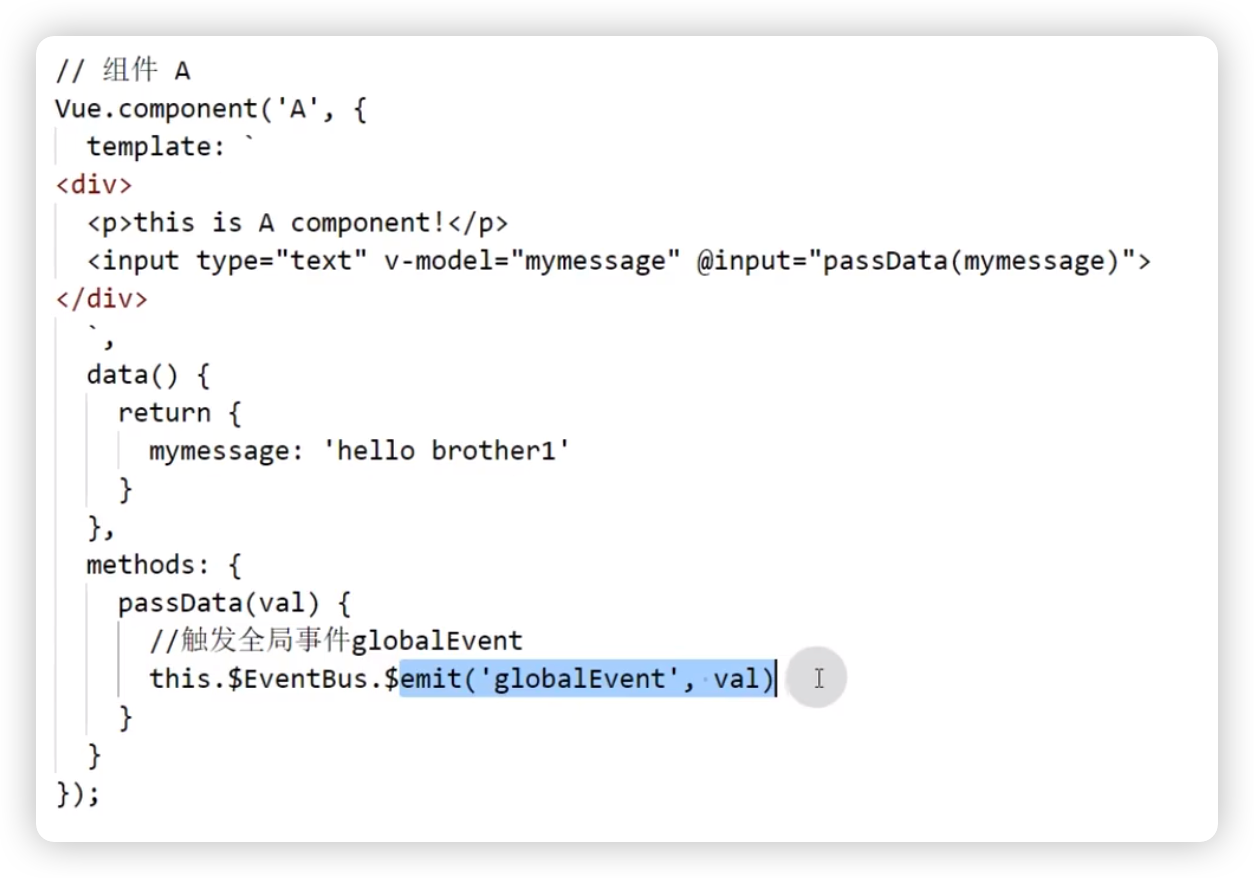 // 组件 A
Vue.component('A', {
template: `
<div>
<p>this is A component!</p>
<input type="text" v-model="mymessage" @input="passData(mymessage)">
</div>
`,
data() {
return {
mymessage: 'hello brother1'
}
},
methods: {
passData(val) {
//触发全局事件globalEvent
this.$EventBus.$emit('globalEvent', val)
}
}
});